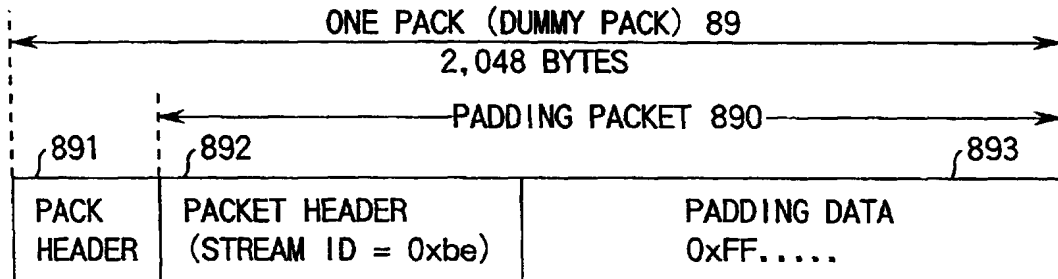 ONE PACK (DUMMY PACK) 89
2,048 BYTES
PADDING PACKET 890
891 892 893
PACK HEADER
PACKET HEADER (STREAM ID = 0xbe)
PADDING DATA 0xFF.....